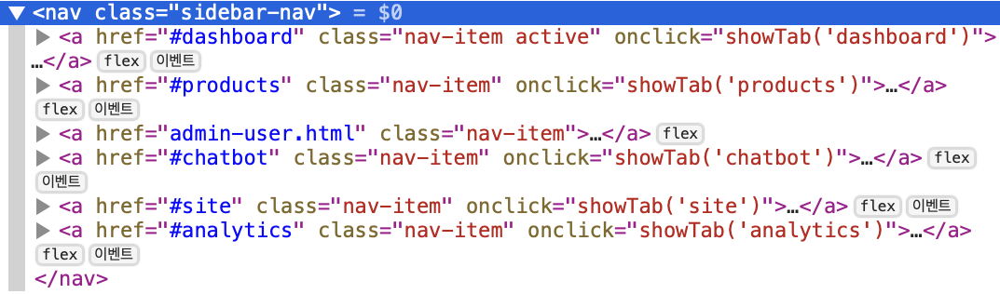 ▼<nav class="sidebar-nav"> = $0
▶<a href="#dashboard" class="nav-item active" onclick="showTab('dashboard')">
…</a> flex 이벤트
▶<a href="#products" class="nav-item" onclick="showTab('products')">…</a>
flex 이벤트
▶<a href="admin-user.html" class="nav-item">…</a> flex
▶<a href="#chatbot" class="nav-item" onclick="showTab('chatbot')">…</a> flex
이벤트
▶<a href="#site" class="nav-item" onclick="showTab('site')">…</a> flex 이벤트
▶<a href="#analytics" class="nav-item" onclick="showTab('analytics')">…</a>
flex 이벤트
</nav>